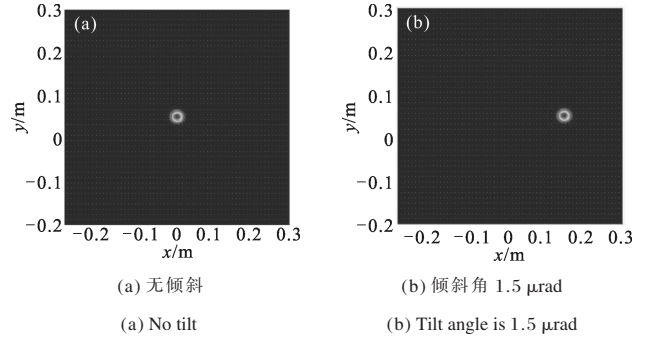 (a)
0.3
0.2
0.1
0
−0.1
−0.2
y/m
−0.2 −0.1 0 0.1 0.2 0.3
x/m
(b)
0.3
0.2
0.1
0
−0.1
−0.2
y/m
−0.2 −0.1 0 0.1 0.2 0.3
x/m
(a) 无倾斜
(b) 倾斜角 1.5 μrad
(a) No tilt
(b) Tilt angle is 1.5 μrad